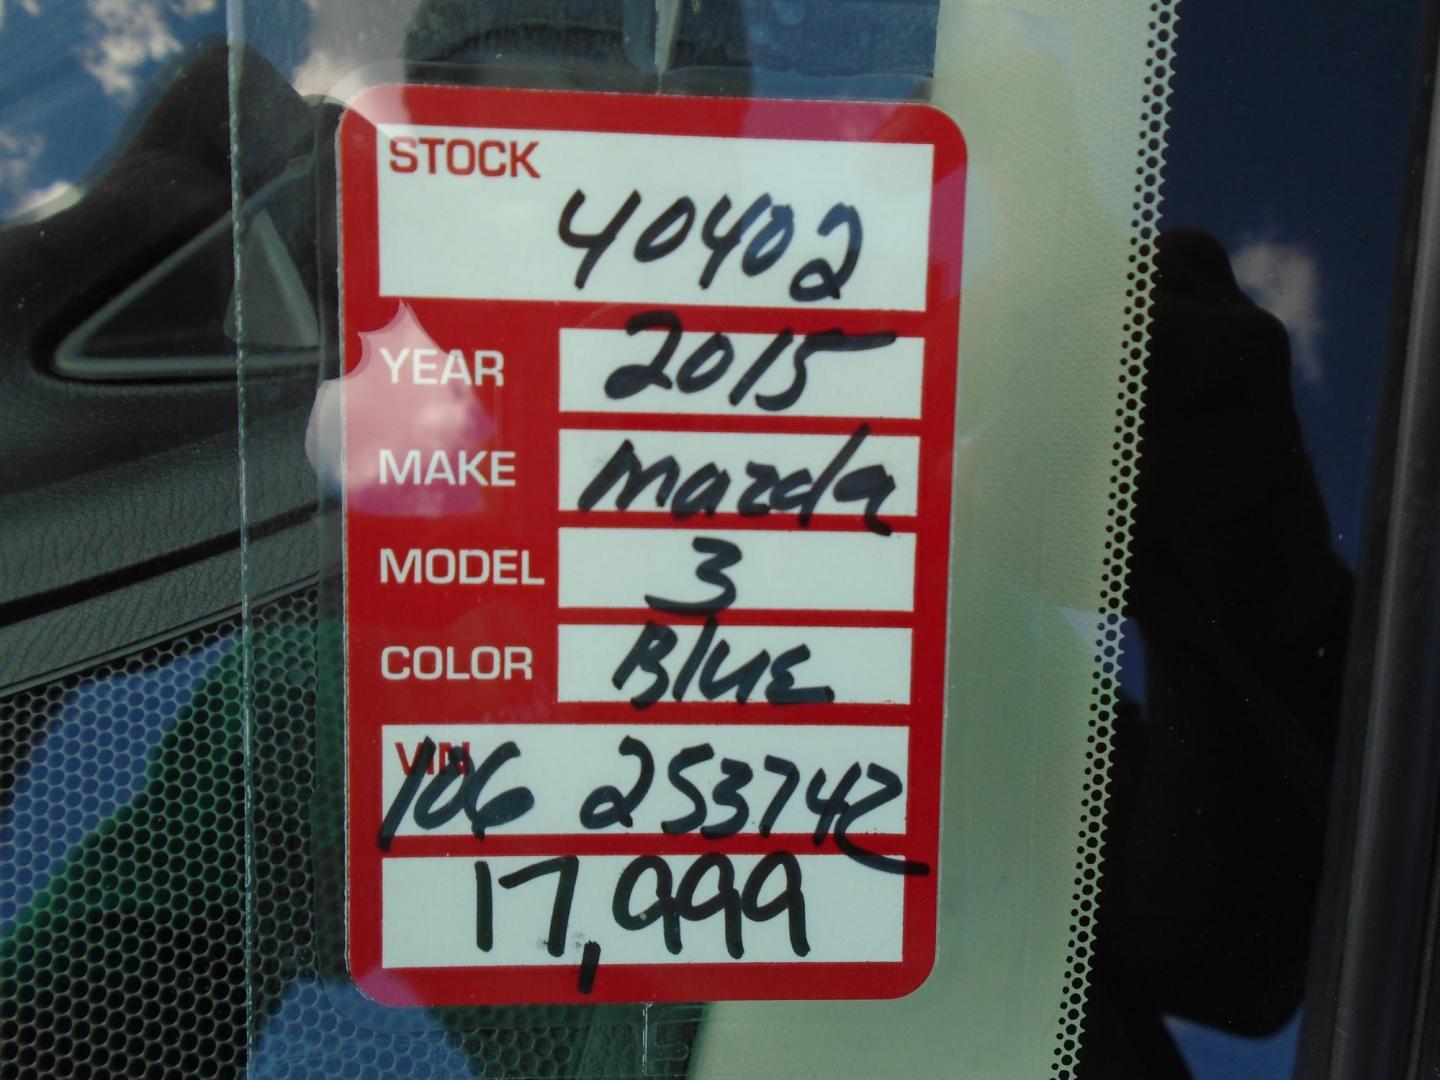 STOCK
40402
YEAR 2015
MAKE Mazda
MODEL 3
COLOR Blue
VIN
106 253742
17,999